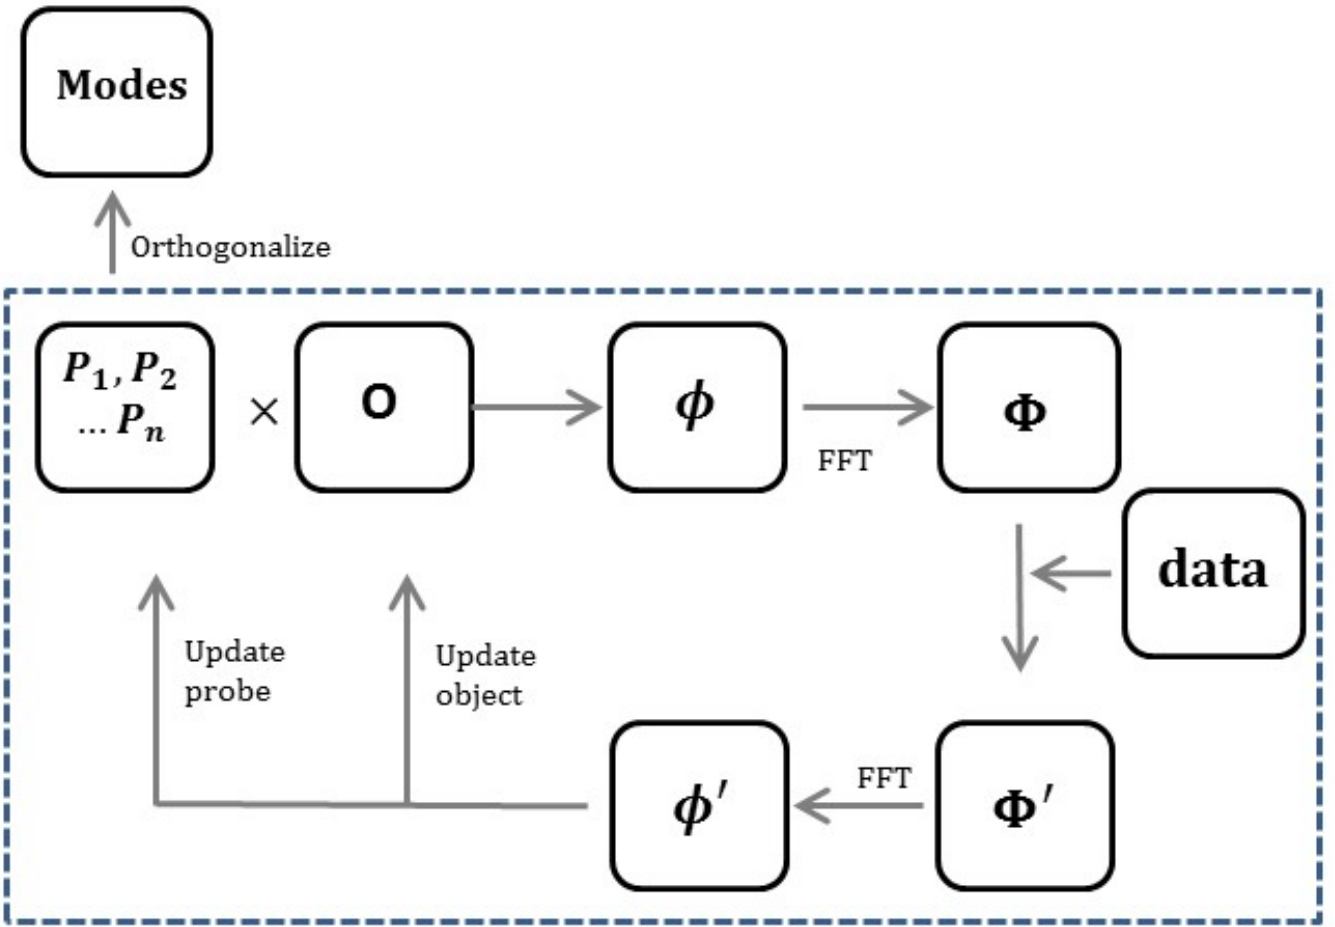 Modes
Orthogonalize
P₁, P₂
... Pₙ
×
O
ϕ
FFT
Φ
data
Update
probe
Update
object
ϕ′
FFT
Φ′